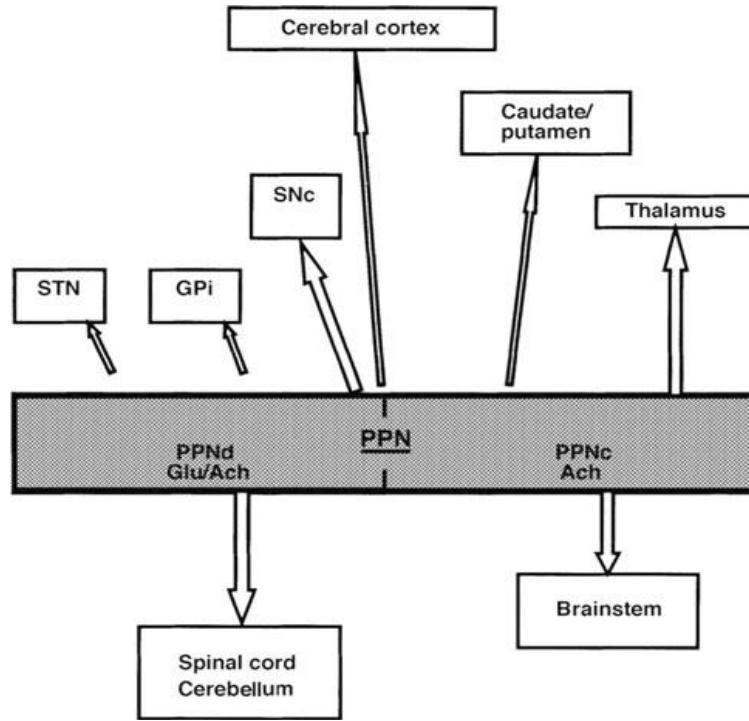 Cerebral cortex
Caudate/
putamen
SNc
Thalamus
STN
GPi
PPN
PPNd
Glu/Ach
PPNc
Ach
Brainstem
Spinal cord
Cerebellum